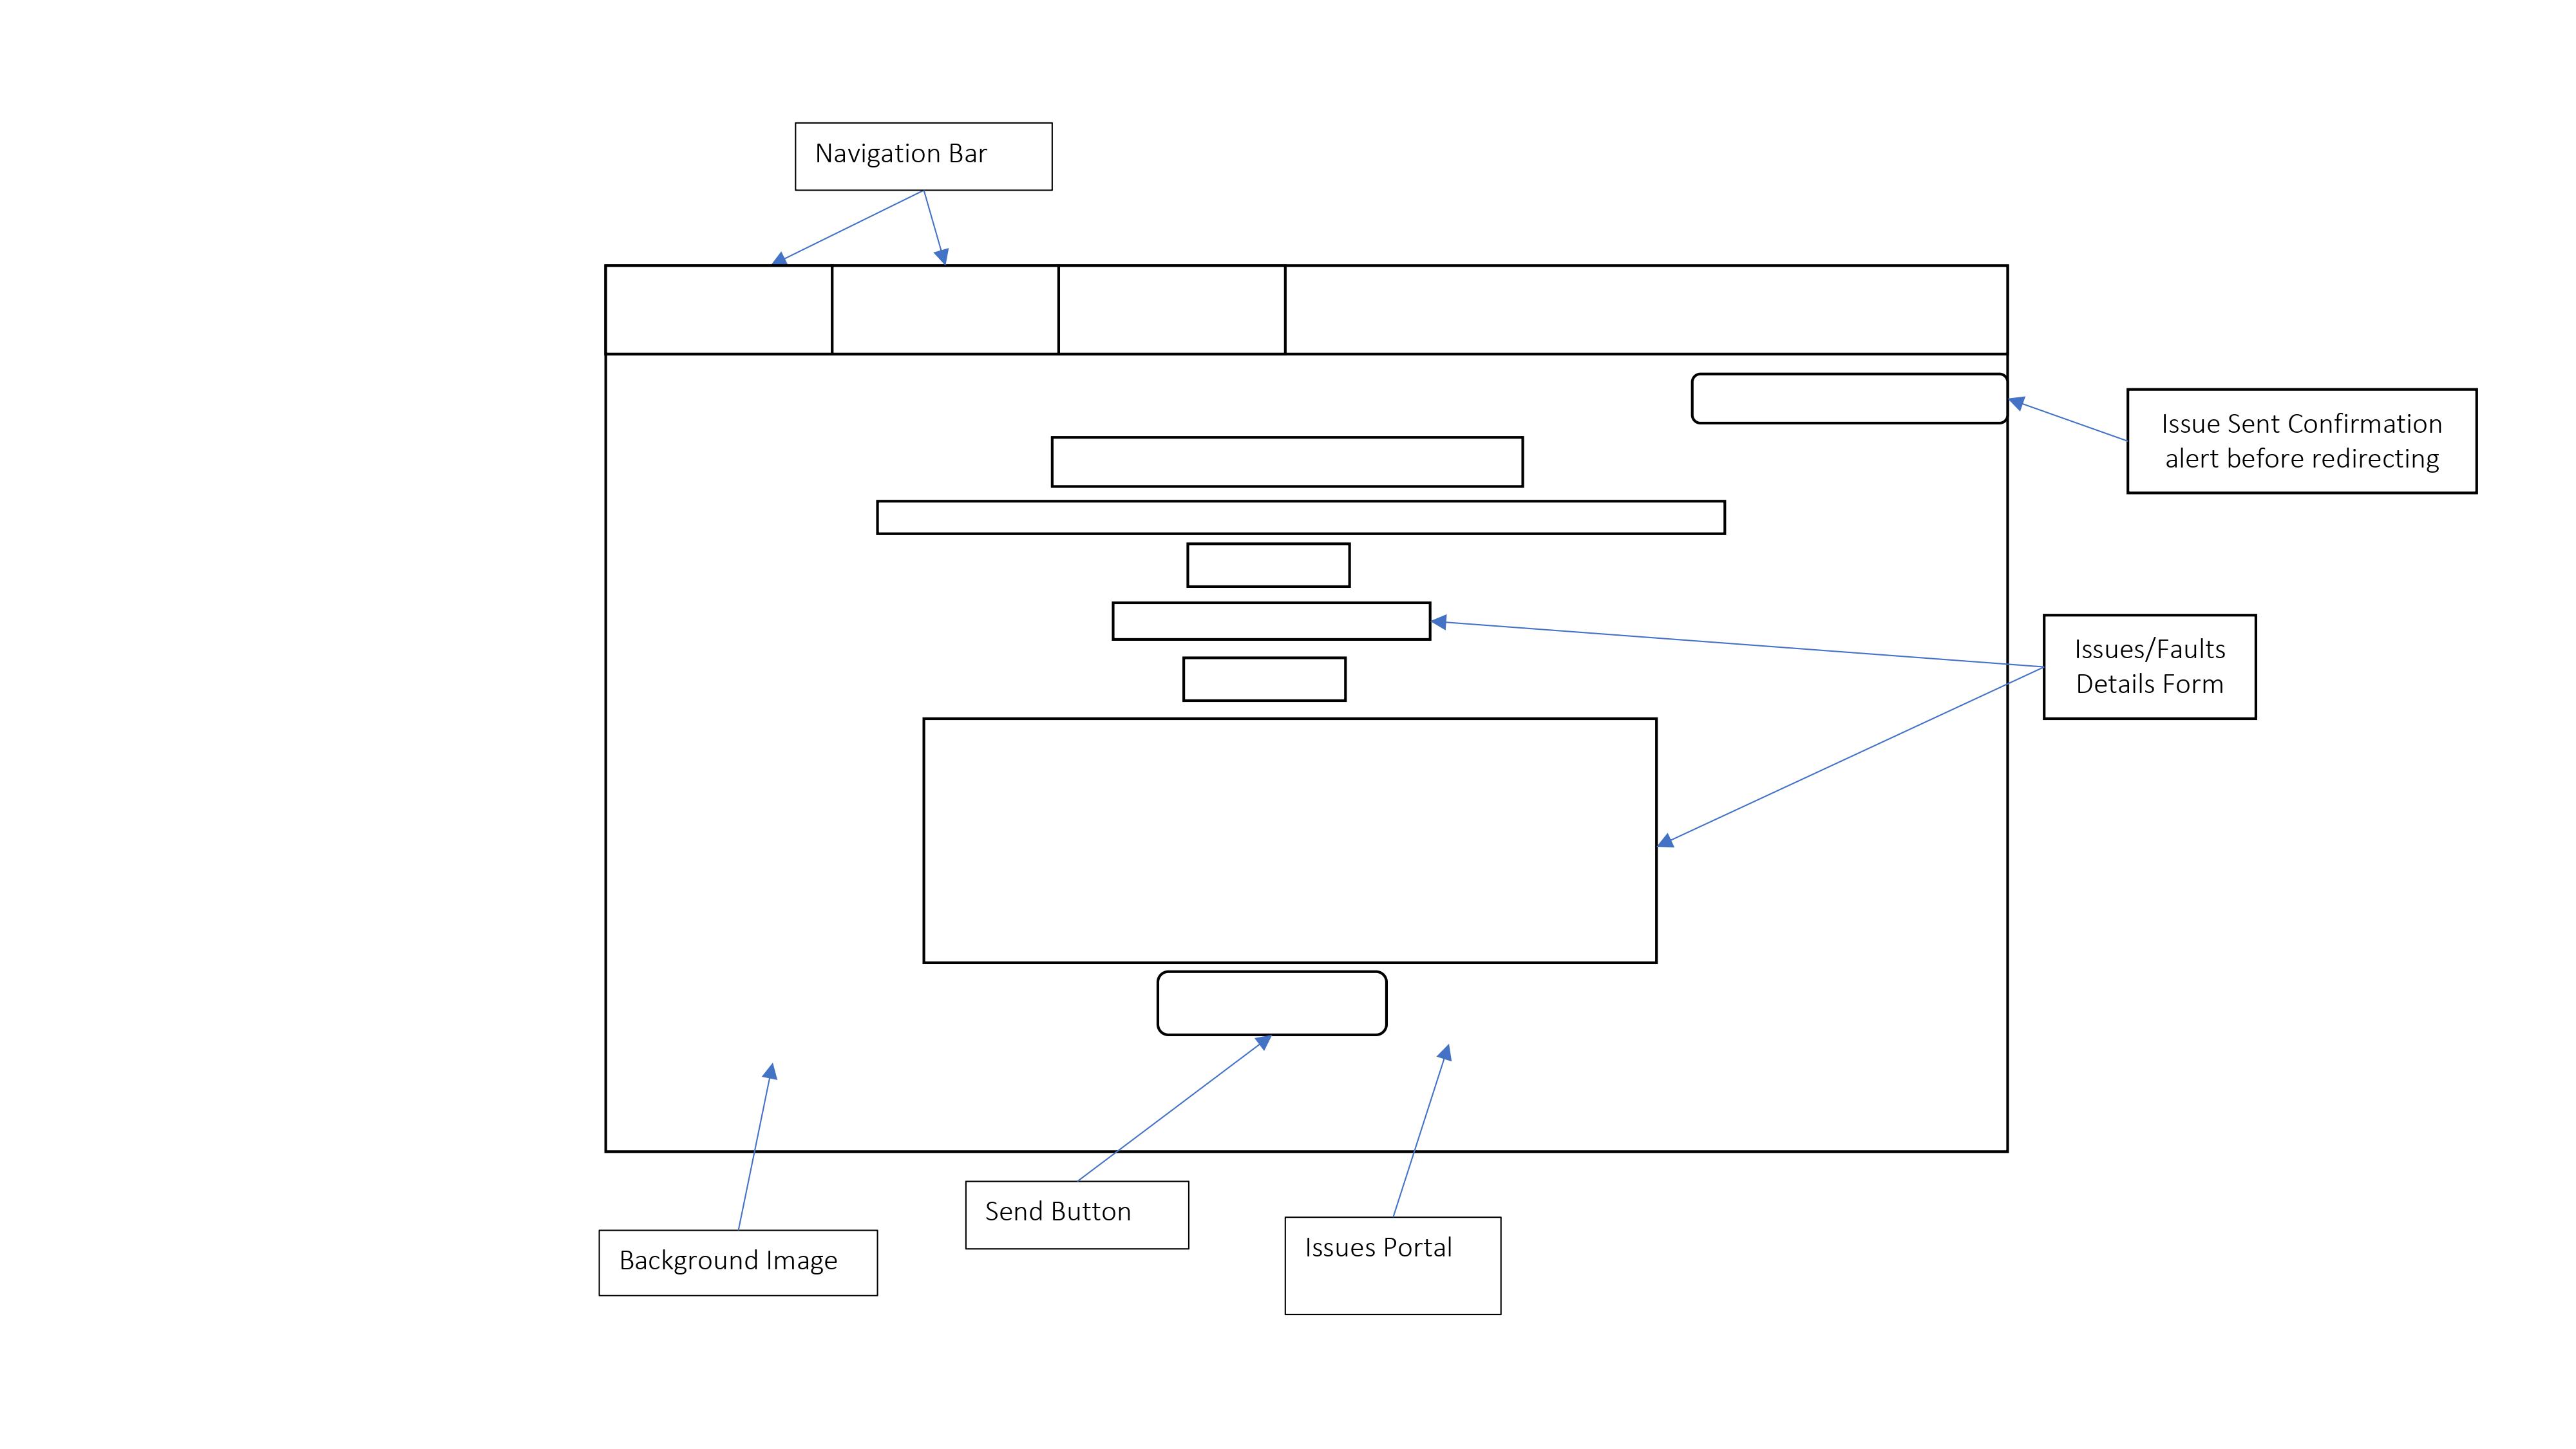 Navigation Bar
Issue Sent Confirmation
alert before redirecting
Issues/Faults
Details Form
Send Button
Issues Portal
Background Image